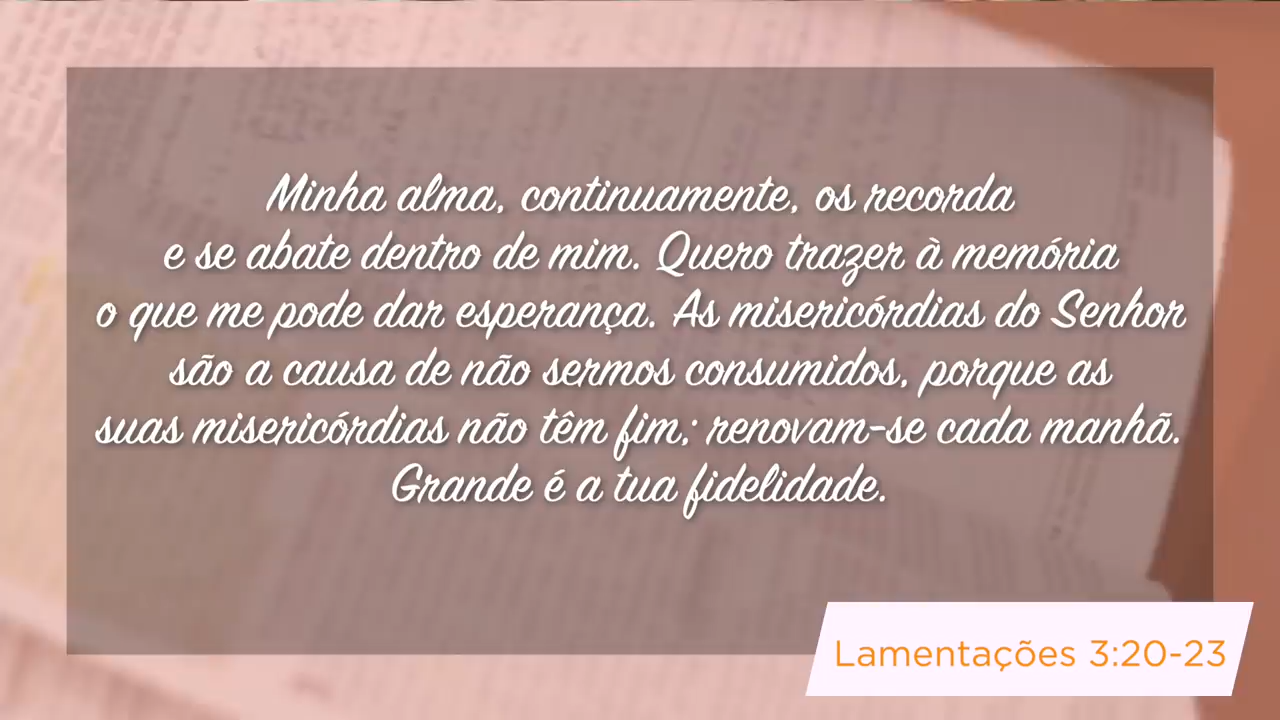 Minha alma, continuamente, os recorda
e se abate dentro de mim. Quero trazer à memória
o que me pode dar esperança. As misericórdias do Senhor
são a causa de não sermos consumidos, porque as
suas misericórdias não têm fim; renovam-se cada manhã.
Grande é a tua fidelidade.
Lamentações 3:20-23